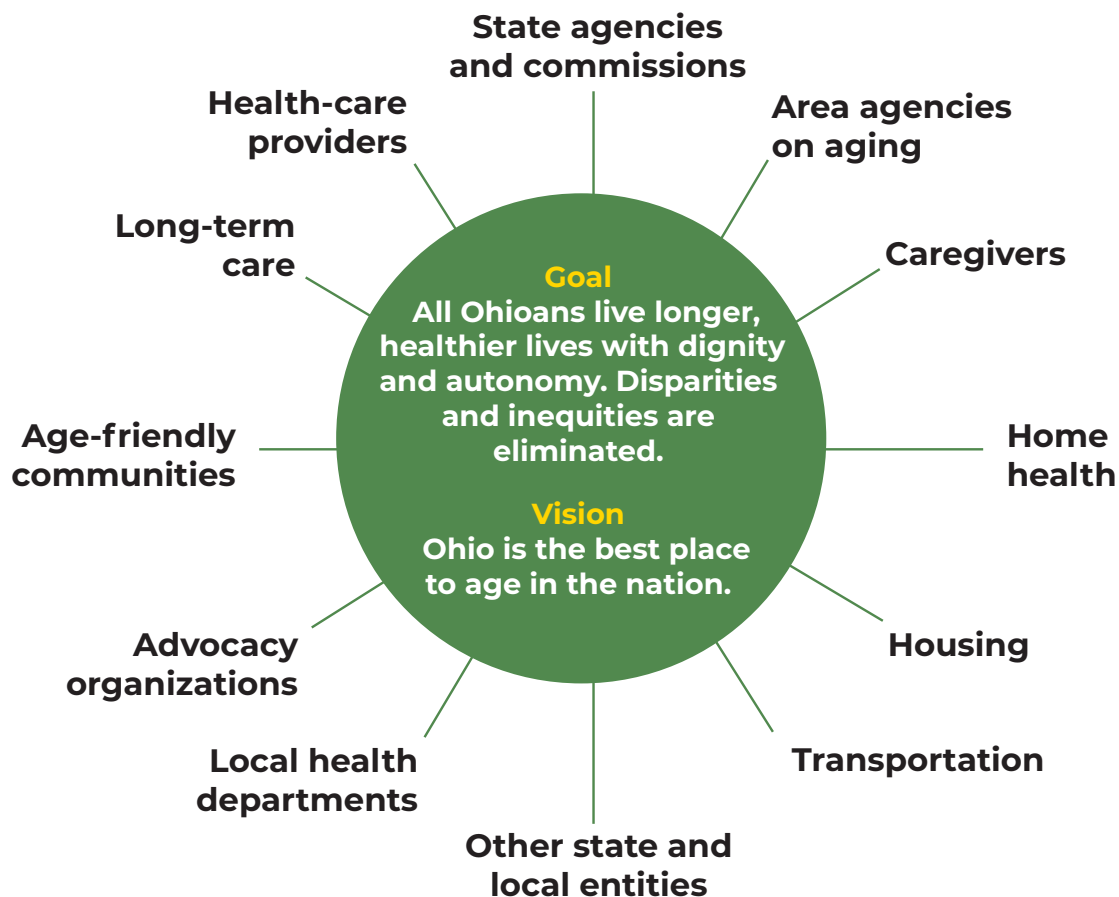 State agencies
and commissions
Area agencies
on aging
Caregivers
Home
health
Housing
Transportation
Other state and
local entities
Local health
departments
Advocacy
organizations
Age-friendly
communities
Long-term
care
Health-care
providers
Goal
All Ohioans live longer,
healthier lives with dignity
and autonomy. Disparities
and inequities are
eliminated.
Vision
Ohio is the best place
to age in the nation.